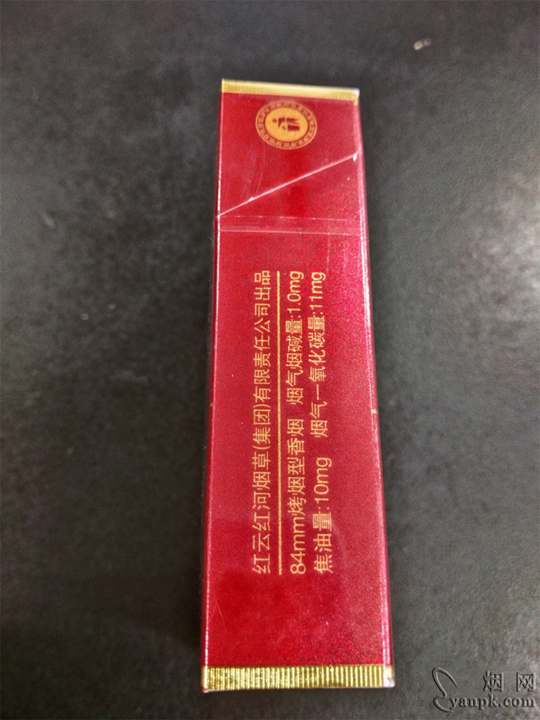 红云红河烟草(集团)有限责任公司出品
84mm烤烟型香烟 烟气烟碱量:1.0mg
焦油量:10mg 烟气一氧化碳量:11mg
烟网
yanpk.com